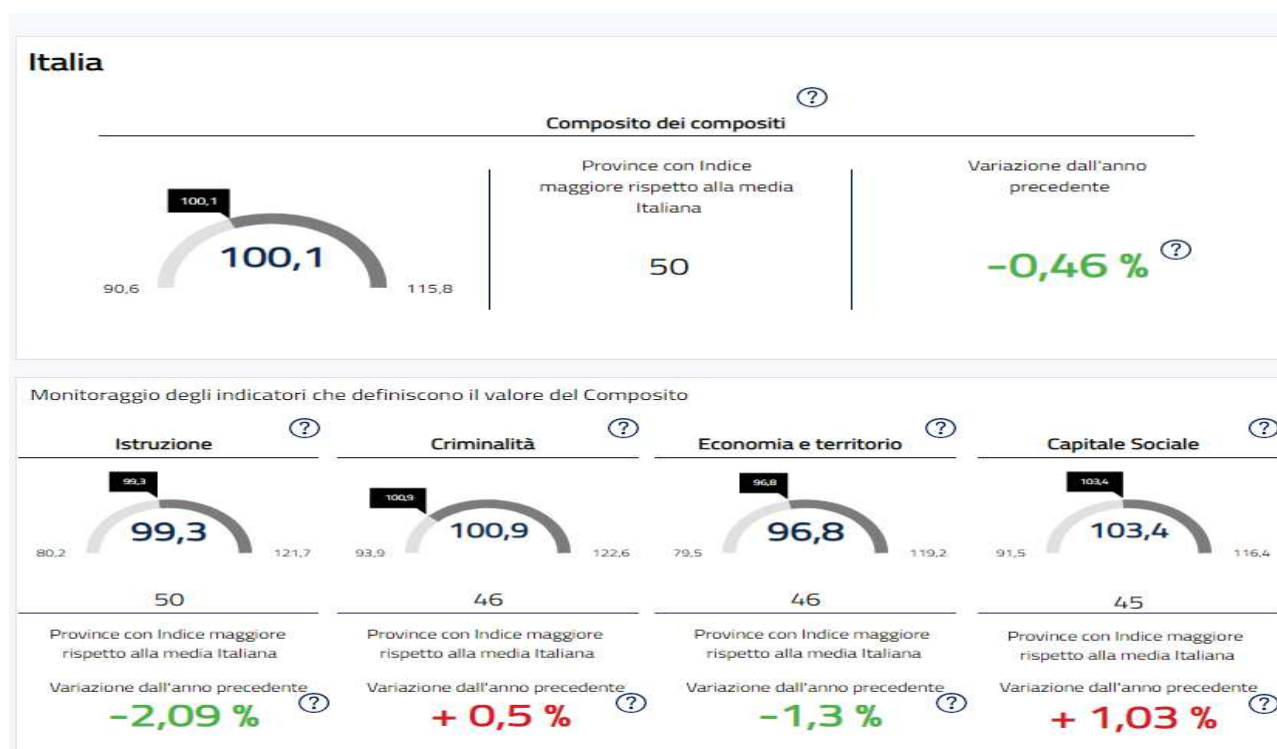 Italia
?
Composito dei compositi
Province con Indice
maggiore rispetto alla media
Italiana
Variazione dall'anno
precedente
100,1
100,1
90,6
115,8
50
-0,46 %
?
Monitoraggio degli indicatori che definiscono il valore del Composito
Istruzione
?
99,3
99,3
80,2
121,7
50
Province con Indice maggiore
rispetto alla media Italiana
Variazione dall'anno precedente
-2,09 %
?
Criminalità
?
100,9
100,9
93,9
122,6
46
Province con Indice maggiore
rispetto alla media Italiana
Variazione dall'anno precedente
+ 0,5 %
?
Economia e territorio
?
96,8
96,8
79,5
119,2
46
Province con Indice maggiore
rispetto alla media Italiana
Variazione dall'anno precedente
-1,3 %
?
Capitale Sociale
?
103,4
103,4
91,5
116,4
45
Province con Indice maggiore
rispetto alla media Italiana
Variazione dall'anno precedente
+ 1,03 %
?